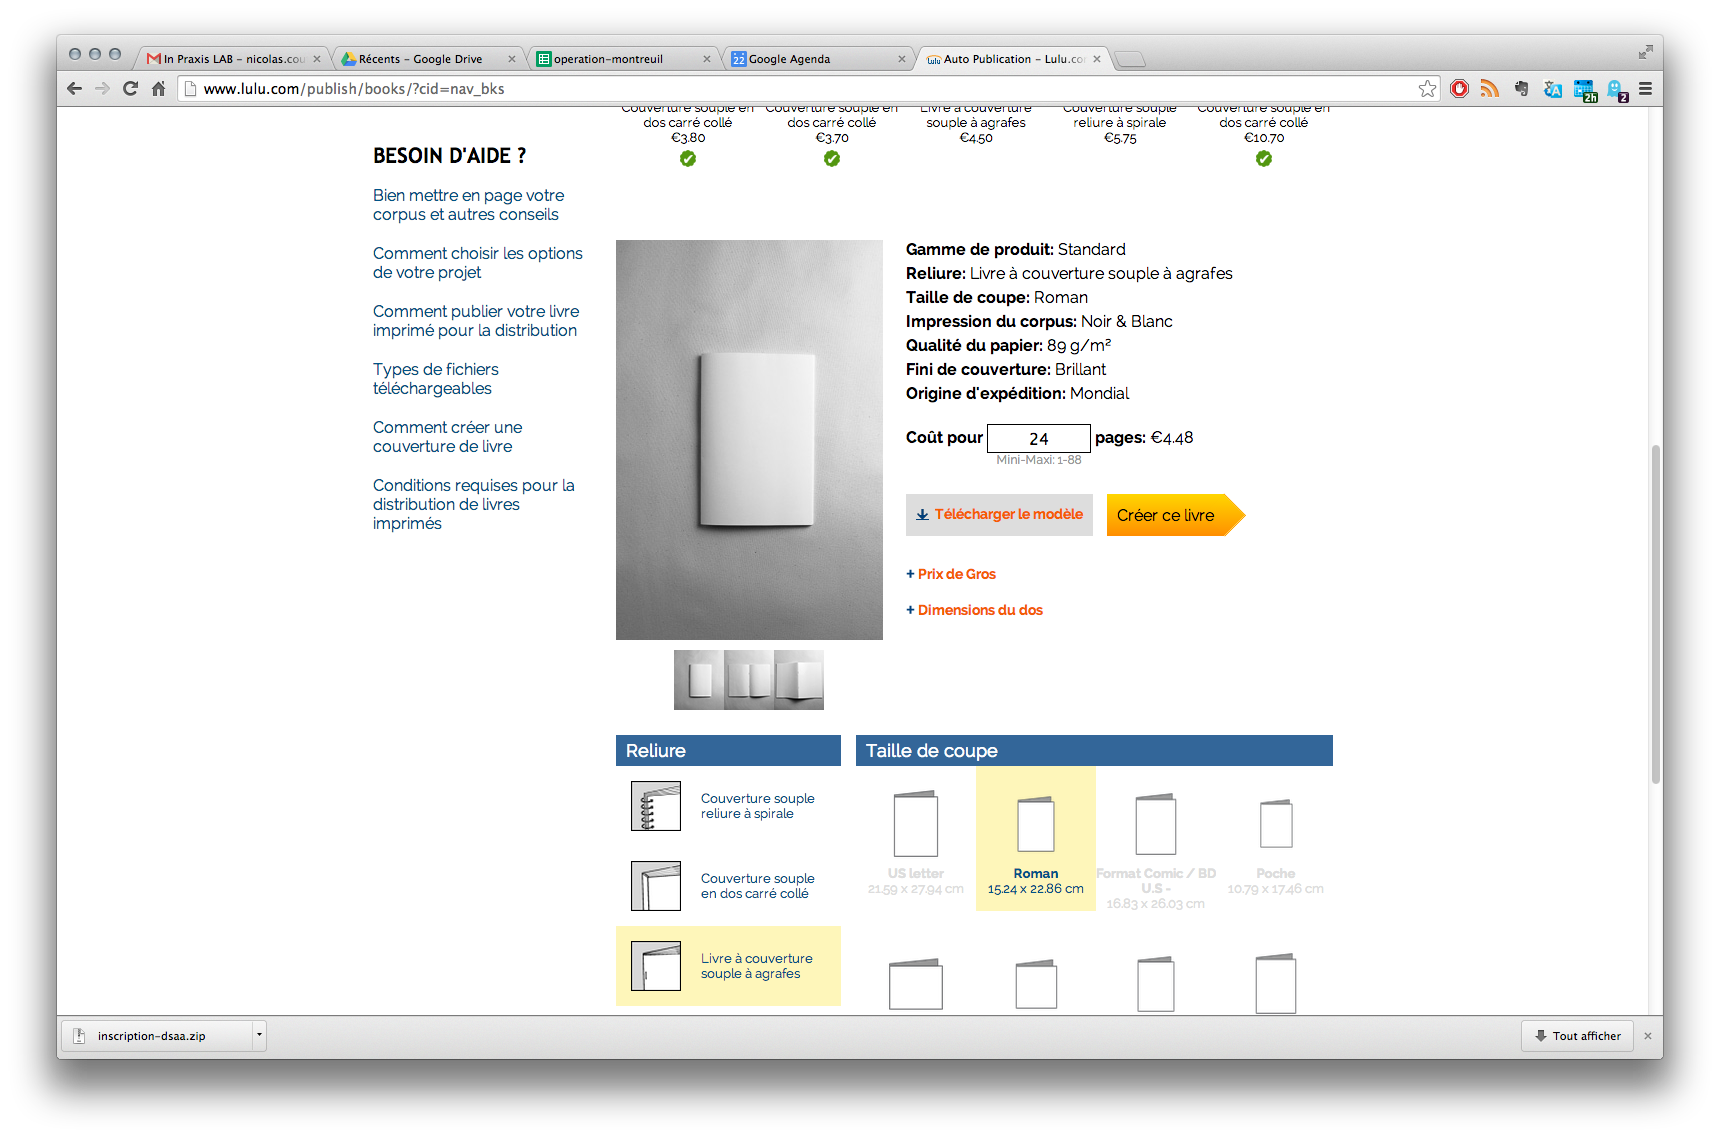 In Praxis LAB - nicolas.cou
Récents - Google Drive
operation-montreuil
22
Google Agenda
lulu
Auto Publication - Lulu.co
www.lulu.com/publish/books/?cid=nav_bks
2h
2
Couverture souple en
dos carré collé
€3.80
Couverture souple en
dos carré collé
€3.70
Livre à couverture
souple à agrafes
€4.50
Couverture souple
reliure à spirale
€5.75
Couverture souple en
dos carré collé
€10.70
BESOIN D'AIDE ?
Bien mettre en page votre
corpus et autres conseils
Comment choisir les options
de votre projet
Comment publier votre livre
imprimé pour la distribution
Types de fichiers
téléchargeables
Comment créer une
couverture de livre
Conditions requises pour la
distribution de livres
imprimés
Gamme de produit: Standard
Reliure: Livre à couverture souple à agrafes
Taille de coupe: Roman
Impression du corpus: Noir & Blanc
Qualité du papier: 89 g/m²
Fini de couverture: Brillant
Origine d'expédition: Mondial
Coût pour 24 pages: €4.48
Mini-Maxi: 1-88
Télécharger le modèle
Créer ce livre
+ Prix de Gros
+ Dimensions du dos
Reliure
Couverture souple
reliure à spirale
Couverture souple
en dos carré collé
Livre à couverture
souple à agrafes
Taille de coupe
US letter
21.59 x 27.94 cm
Roman
15.24 x 22.86 cm
Format Comic / BD
U.S -
16.83 x 26.03 cm
Poche
10.79 x 17.46 cm
inscription-dsaa.zip
Tout afficher